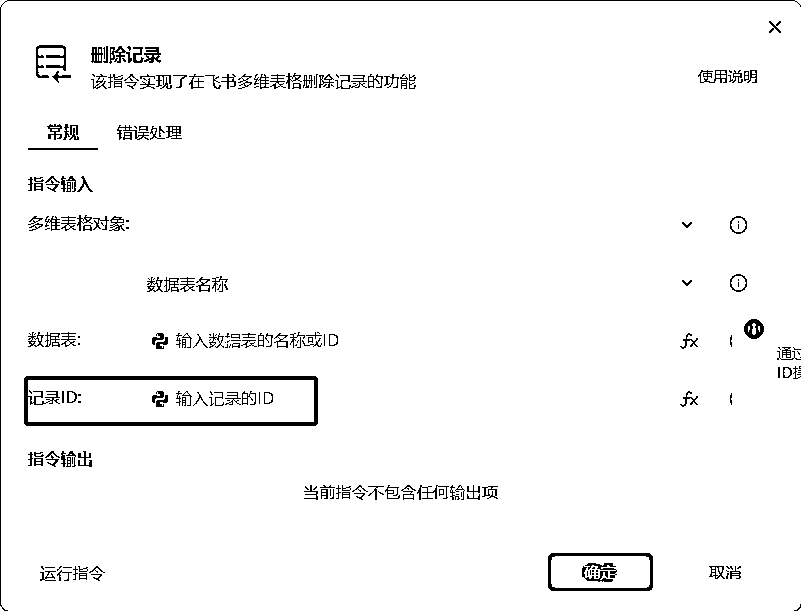 删除记录
该指令实现了在飞书多维表格删除记录的功能
使用说明
常规 错误处理
指令输入
多维表格对象:
数据表名称
数据表: 输入数据表的名称或ID fx
通过
ID操
记录ID: 输入记录的ID fx
指令输出
当前指令不包含任何输出项
运行指令 确定 取消